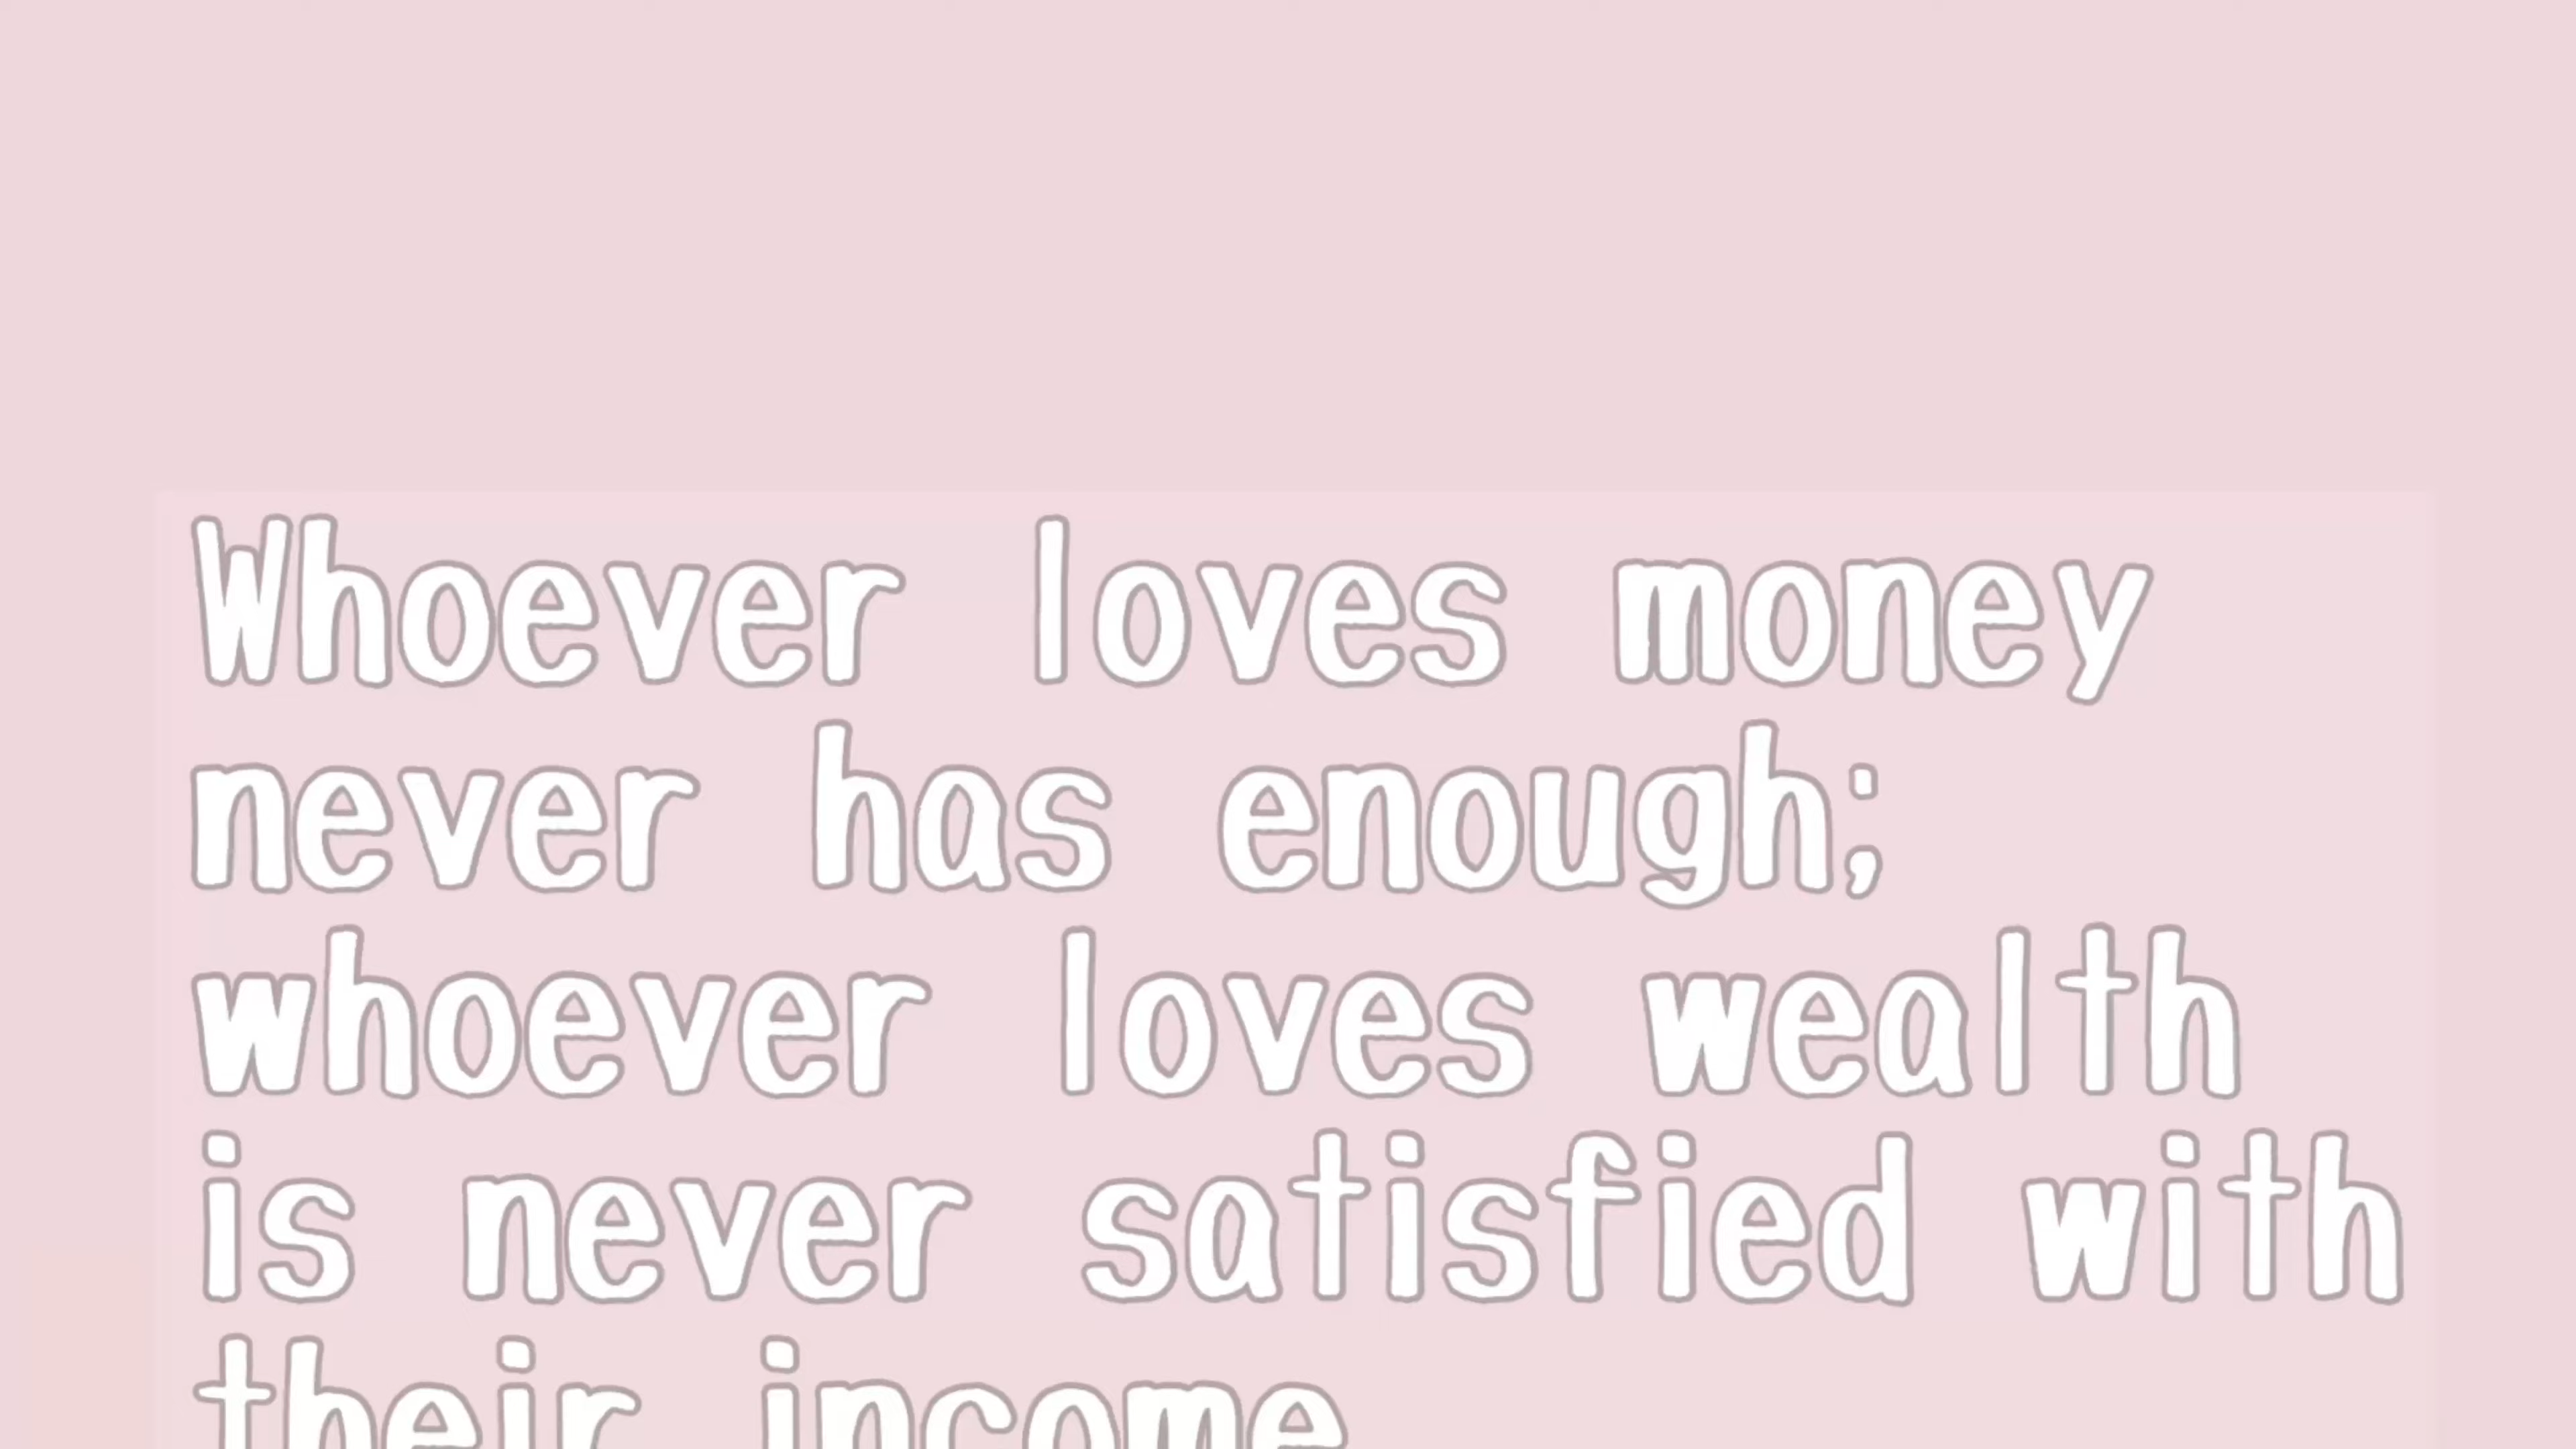 Whoever loves money
never has enough;
whoever loves wealth
is never satisfied with
their income